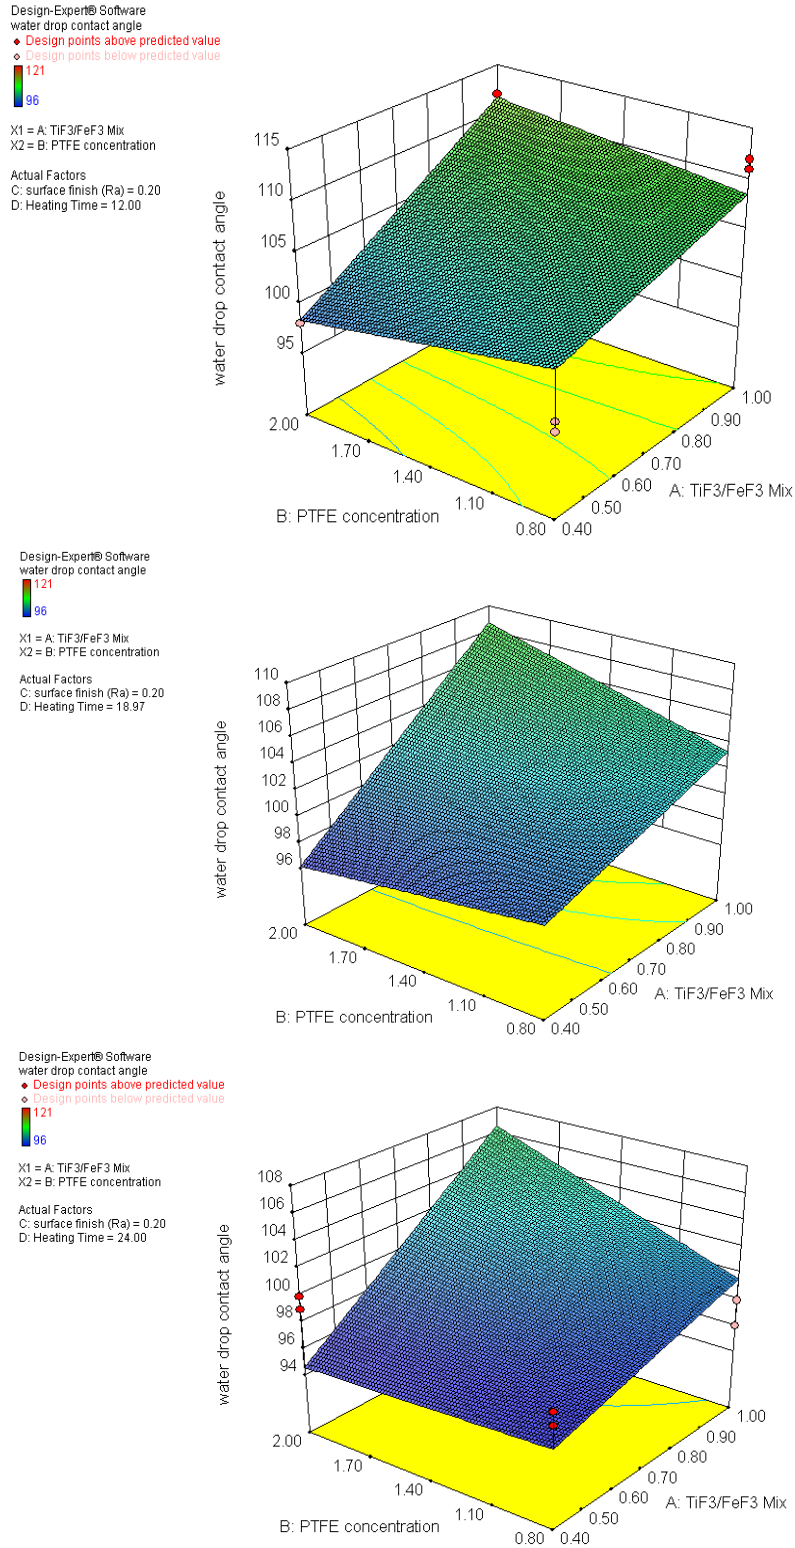 Design-Expert® Software
water drop contact angle
Design points above predicted value
Design points below predicted value
121
96
X1 = A: TiF3/FeF3 Mix
X2 = B: PTFE concentration
Actual Factors
C: surface finish (Ra) = 0.20
D: Heating Time = 12.00
115
110
105
100
95
water drop contact angle
2.00
1.70
1.40
1.10
0.80
B: PTFE concentration
0.40
0.50
0.60
0.70
0.80
0.90
1.00
A: TiF3/FeF3 Mix
Design-Expert® Software
water drop contact angle
121
96
X1 = A: TiF3/FeF3 Mix
X2 = B: PTFE concentration
Actual Factors
C: surface finish (Ra) = 0.20
D: Heating Time = 18.97
110
108
106
104
102
100
98
96
water drop contact angle
2.00
1.70
1.40
1.10
0.80
B: PTFE concentration
0.40
0.50
0.60
0.70
0.80
0.90
1.00
A: TiF3/FeF3 Mix
Design-Expert® Software
water drop contact angle
Design points above predicted value
Design points below predicted value
121
96
X1 = A: TiF3/FeF3 Mix
X2 = B: PTFE concentration
Actual Factors
C: surface finish (Ra) = 0.20
D: Heating Time = 24.00
108
106
104
102
100
98
96
94
water drop contact angle
2.00
1.70
1.40
1.10
0.80
B: PTFE concentration
0.40
0.50
0.60
0.70
0.80
0.90
1.00
A: TiF3/FeF3 Mix